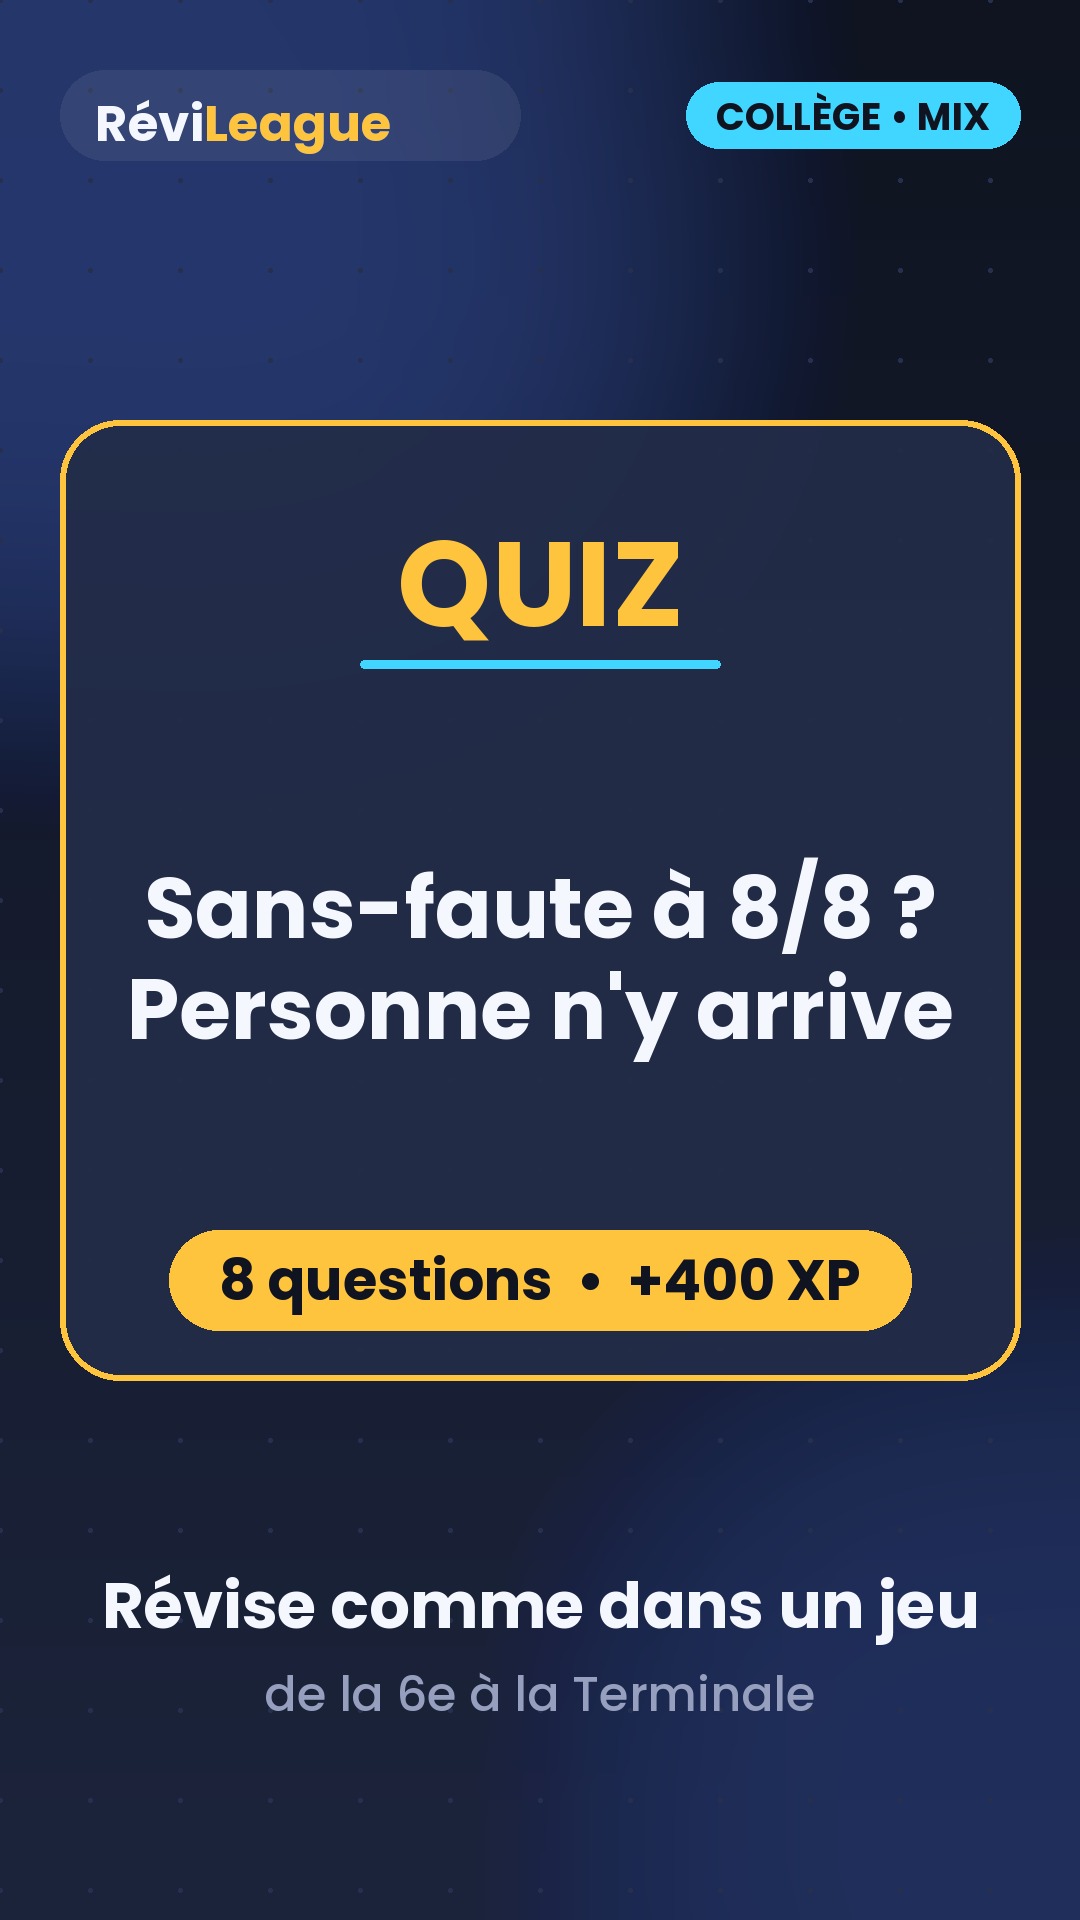 RéviLeague
COLLÈGE • MIX
QUIZ
Sans-faute à 8/8 ?
Personne n'y arrive
8 questions • +400 XP
Révise comme dans un jeu
de la 6e à la Terminale